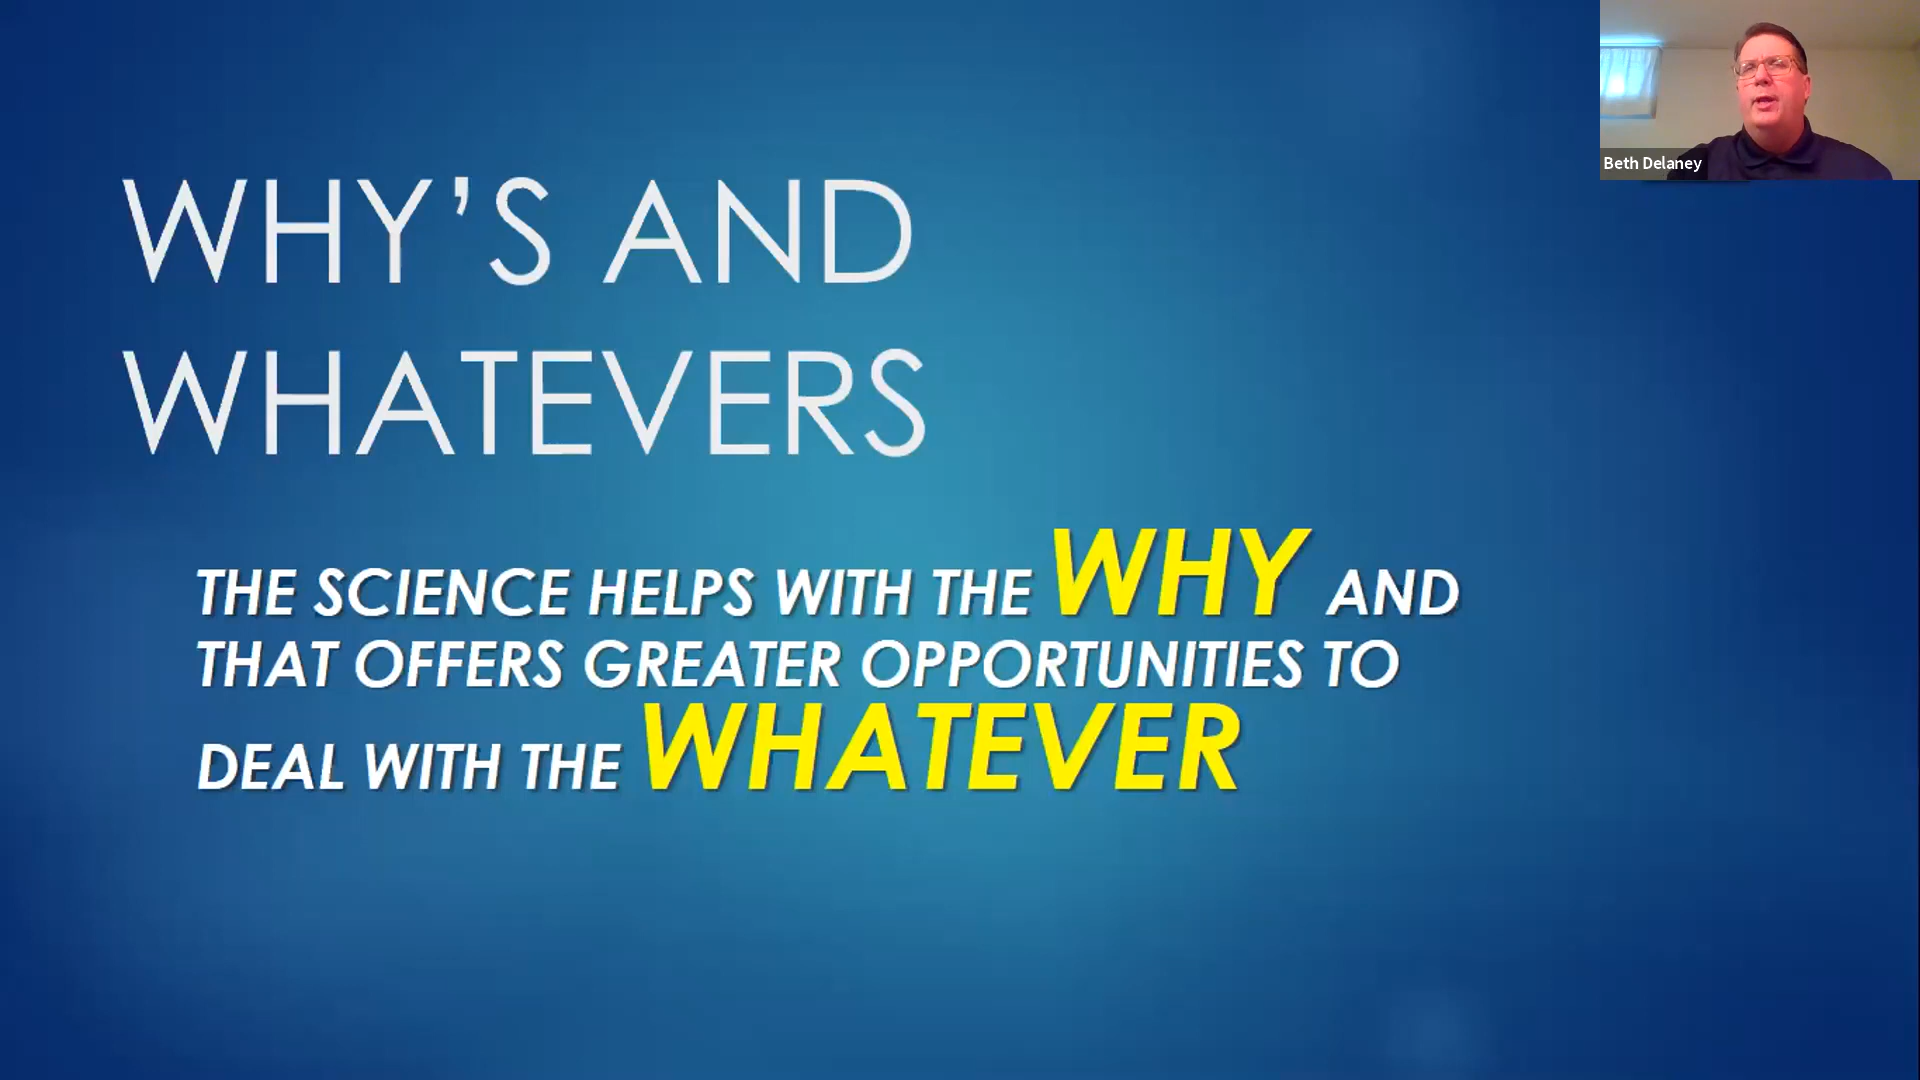 WHY’S AND
WHATEVERS
THE SCIENCE HELPS WITH THE WHY AND
THAT OFFERS GREATER OPPORTUNITIES TO
DEAL WITH THE WHATEVER
Beth Delaney